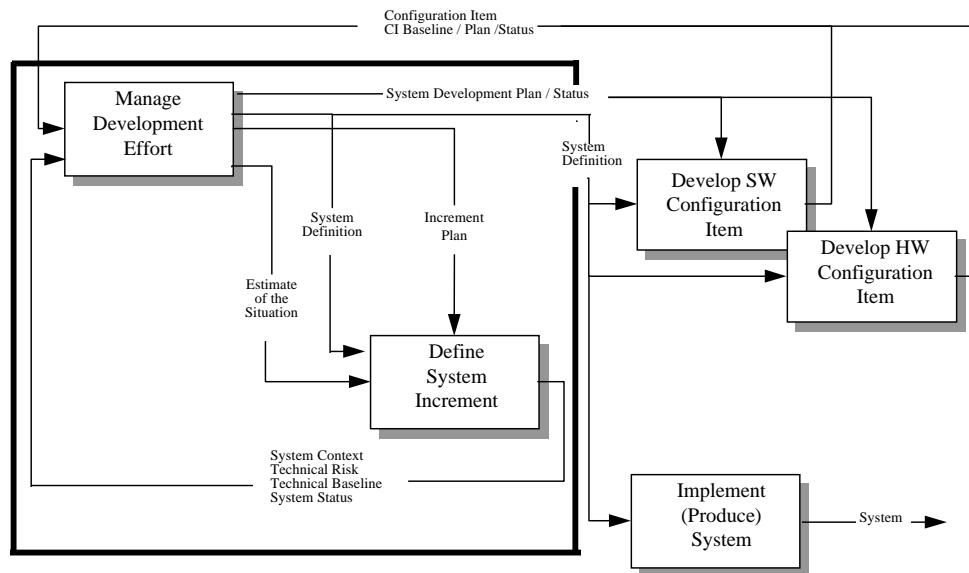 Configuration Item
CI Baseline / Plan /Status
Manage
Development
Effort
System Development Plan / Status
System
Definition
Develop SW
Configuration
Item
Develop HW
Configuration
Item
System
Definition
Increment
Plan
Estimate
of the
Situation
Define
System
Increment
System Context
Technical Risk
Technical Baseline
System Status
Implement
(Produce)
System
System